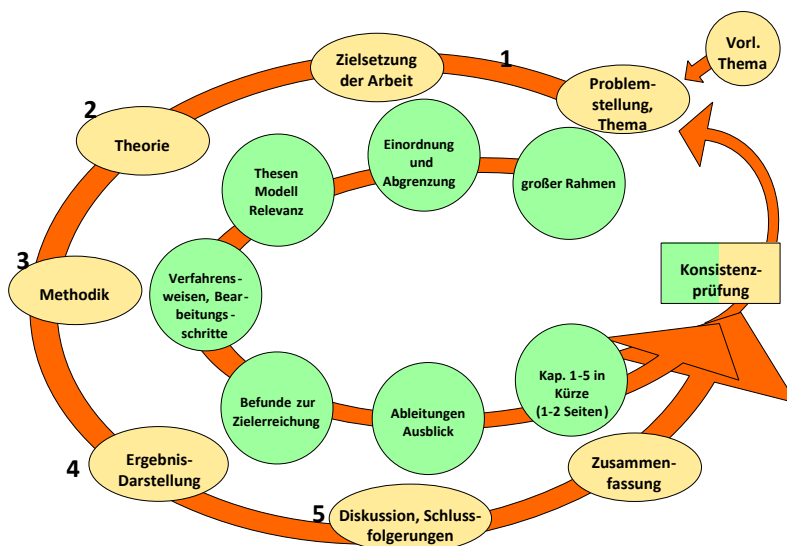 Vorl.
Thema
1
Problem-
stellung,
Thema
Zielsetzung
der Arbeit
2
Theorie
3
Methodik
4
Ergebnis-
Darstellung
5
Diskussion, Schluss-
folgerungen
Zusammen-
fassung
Konsistenz-
prüfung
großer Rahmen
Einordnung
und
Abgrenzung
Thesen
Modell
Relevanz
Verfahrens-
weisen, Bear-
beitungs-
schritte
Befunde zur
Zielerreichung
Ableitungen
Ausblick
Kap. 1-5 in
Kürze
(1-2 Seiten)